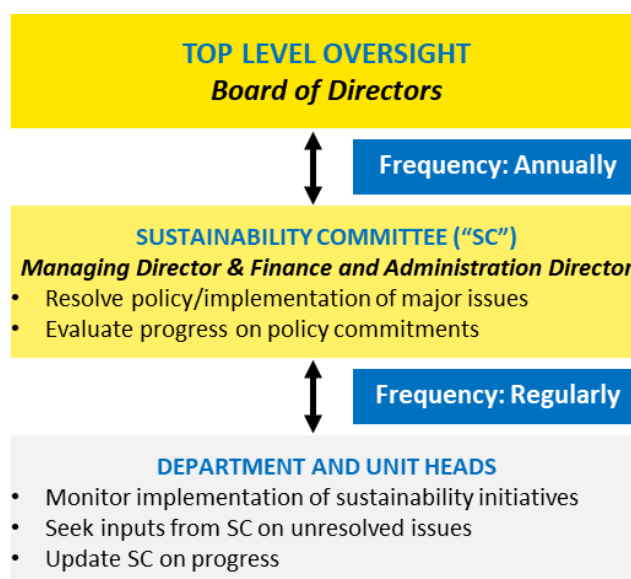 TOP LEVEL OVERSIGHT
Board of Directors
Frequency: Annually
SUSTAINABILITY COMMITTEE (“SC”)
Managing Director & Finance and Administration Director
• Resolve policy/implementation of major issues
• Evaluate progress on policy commitments
Frequency: Regularly
DEPARTMENT AND UNIT HEADS
• Monitor implementation of sustainability initiatives
• Seek inputs from SC on unresolved issues
• Update SC on progress